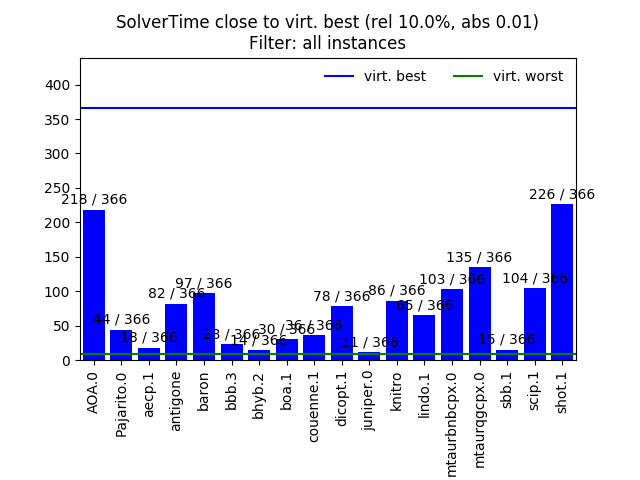 SolverTime close to virt. best (rel 10.0%, abs 0.01)
Filter: all instances
virt. best
virt. worst
400
350
300
250
200
150
100
50
0
218 / 366
44 / 366
18 / 366
82 / 366
97 / 366
23 / 366
14 / 366
30 / 366
36 / 366
78 / 366
11 / 366
86 / 366
65 / 366
103 / 366
135 / 366
15 / 366
104 / 366
226 / 366
AOA.0
Pajarito.0
aecp.1
antigone
baron
bbb.3
bhyb.2
boa.1
couenne.1
dicopt.1
juniper.0
knitro
lindo.1
mtaurbnbcpx.0
mtaurqgcpx.0
sbb.1
scip.1
shot.1